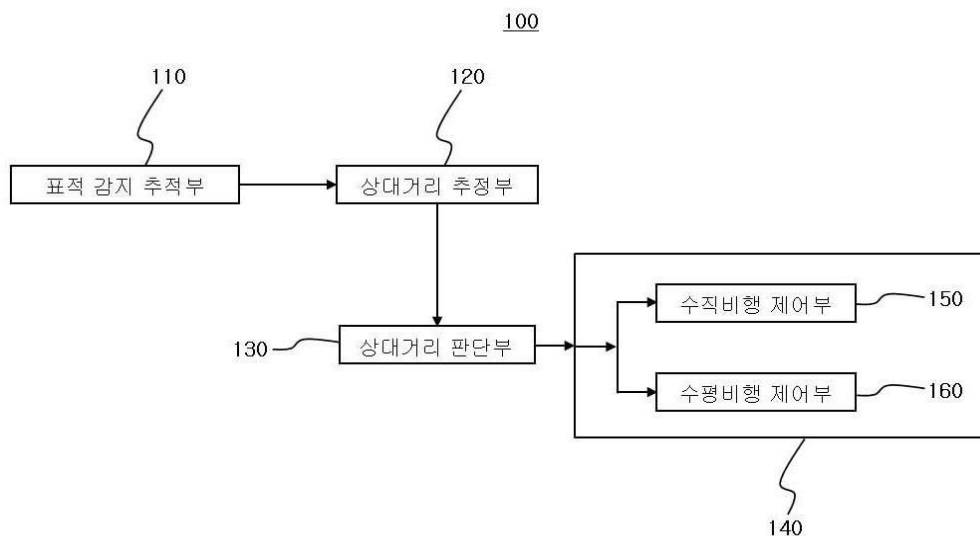 100
110
120
표적 감지 추적부
상대거리 추정부
수직비행 제어부
150
130
상대거리 판단부
수평비행 제어부
160
140